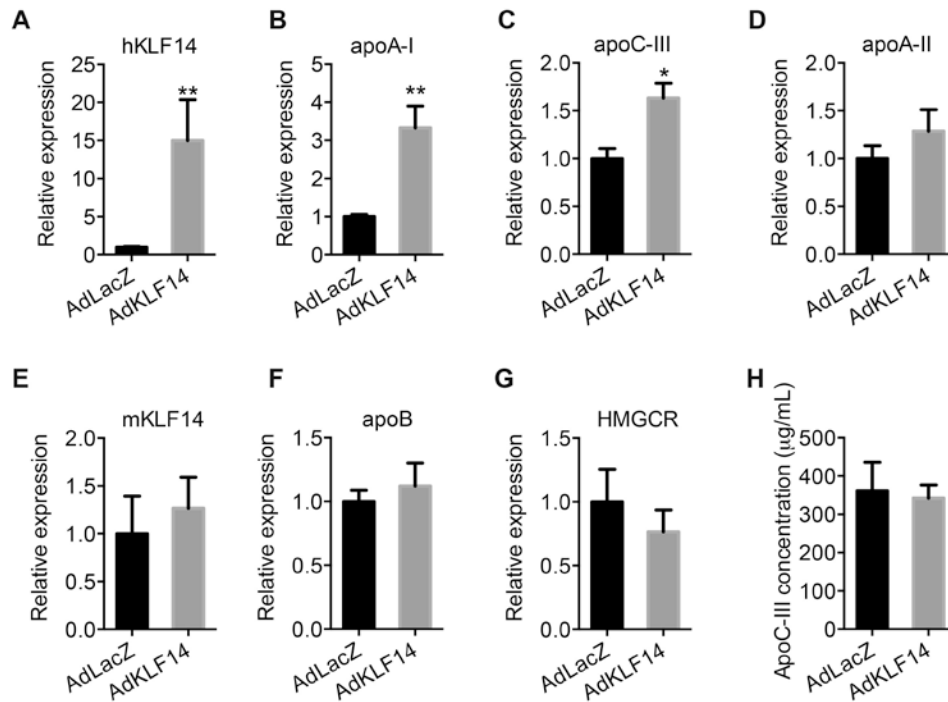 A
hKLF14
Relative expression
25
20
15
10
5
0
**
AdLacZ
AdKLF14
B
apoA-I
Relative expression
5
4
3
2
1
0
**
AdLacZ
AdKLF14
C
apoC-III
Relative expression
2.0
1.5
1.0
0.5
0.0
*
AdLacZ
AdKLF14
D
apoA-II
Relative expression
2.0
1.5
1.0
0.5
0.0
AdLacZ
AdKLF14
E
mKLF14
Relative expression
2.0
1.5
1.0
0.5
0.0
AdLacZ
AdKLF14
F
apoB
Relative expression
1.5
1.0
0.5
0.0
AdLacZ
AdKLF14
G
HMGCR
Relative expression
1.5
1.0
0.5
0.0
AdLacZ
AdKLF14
H
ApoC-III concentration (µg/mL)
500
400
300
200
100
0
AdLacZ
AdKLF14